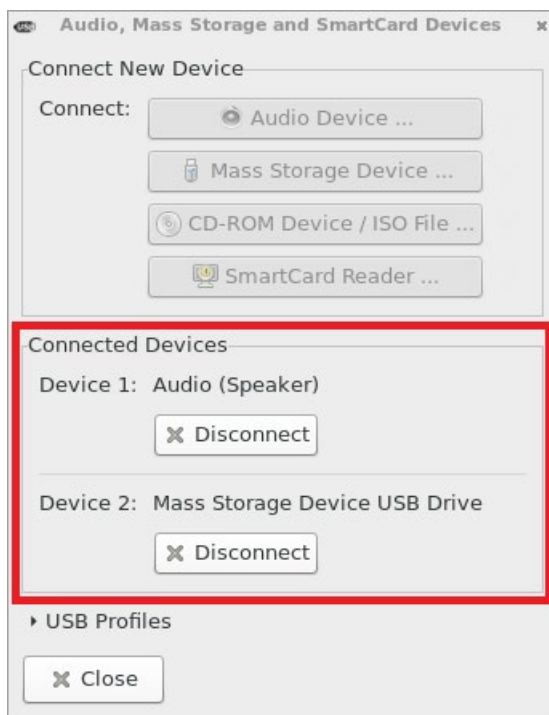 Audio, Mass Storage and SmartCard Devices
Connect New Device
Connect:
Audio Device ...
Mass Storage Device ...
CD-ROM Device / ISO File ...
SmartCard Reader ...
Connected Devices
Device 1: Audio (Speaker)
Disconnect
Device 2: Mass Storage Device USB Drive
Disconnect
USB Profiles
Close